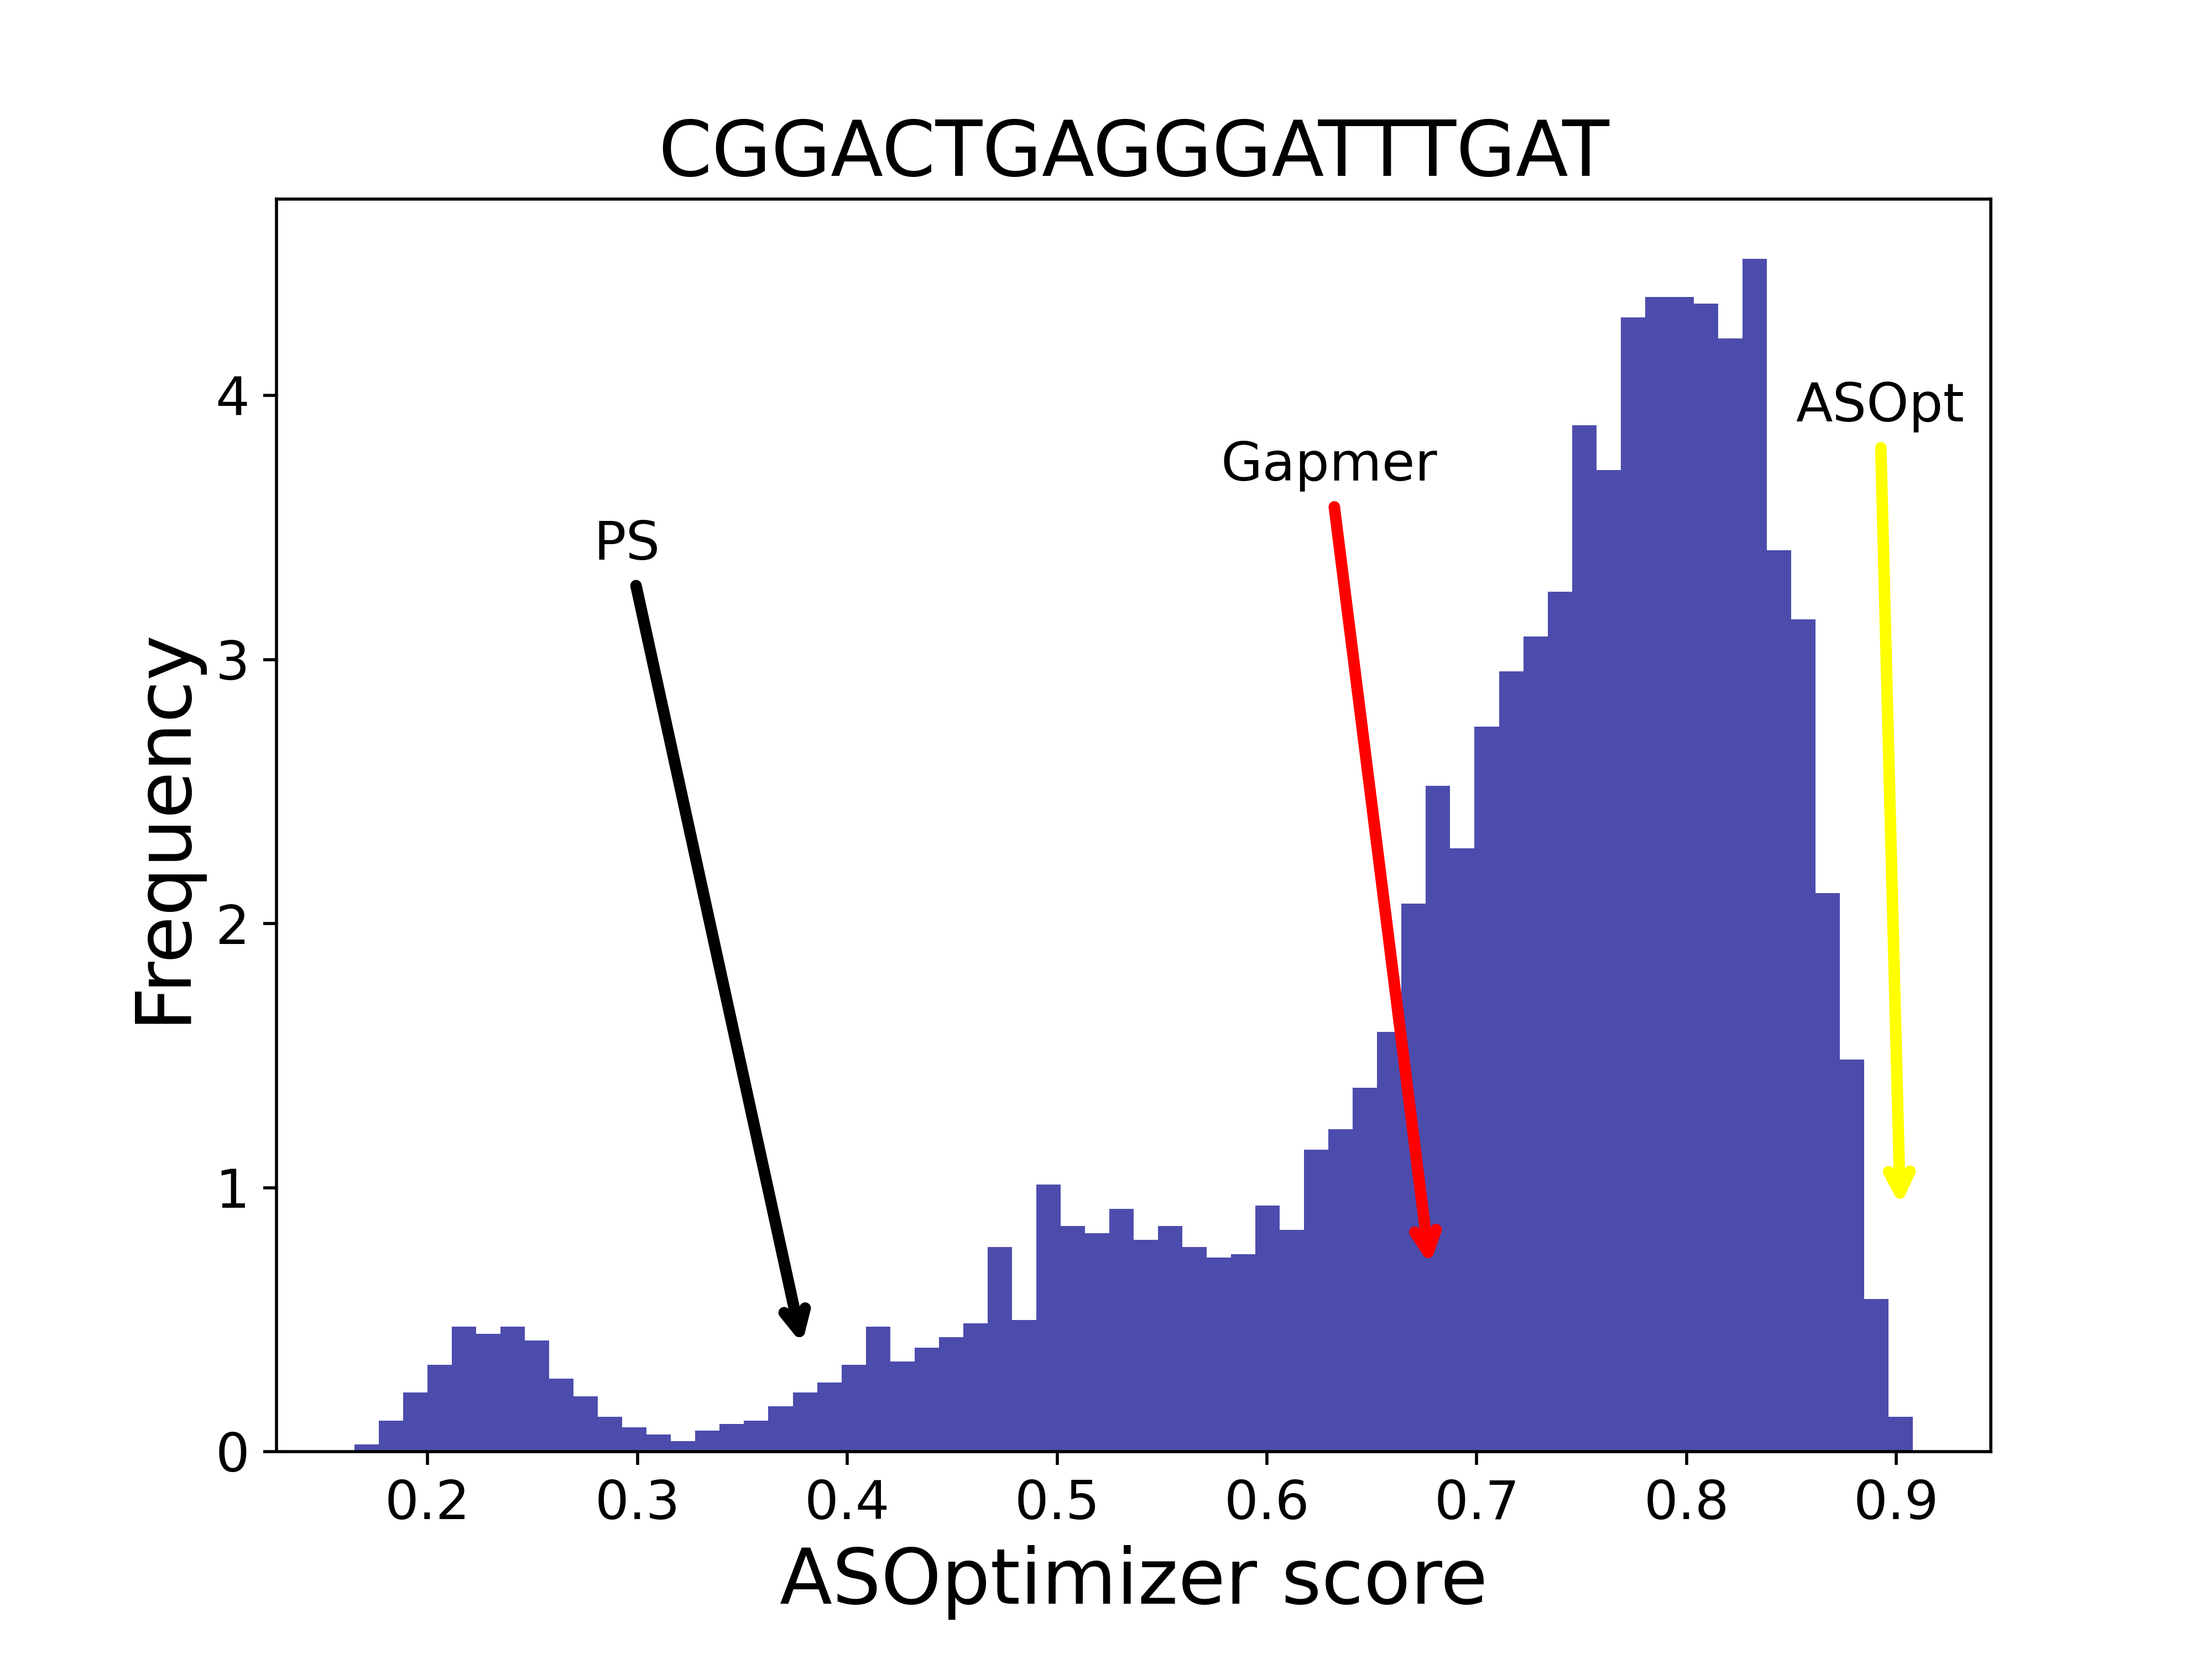 CGGACTGAGGGATTTGAT
ASOpt
Gapmer
PS
Frequency
4
3
2
1
0
0.2 0.3 0.4 0.5 0.6 0.7 0.8 0.9
ASOptimizer score